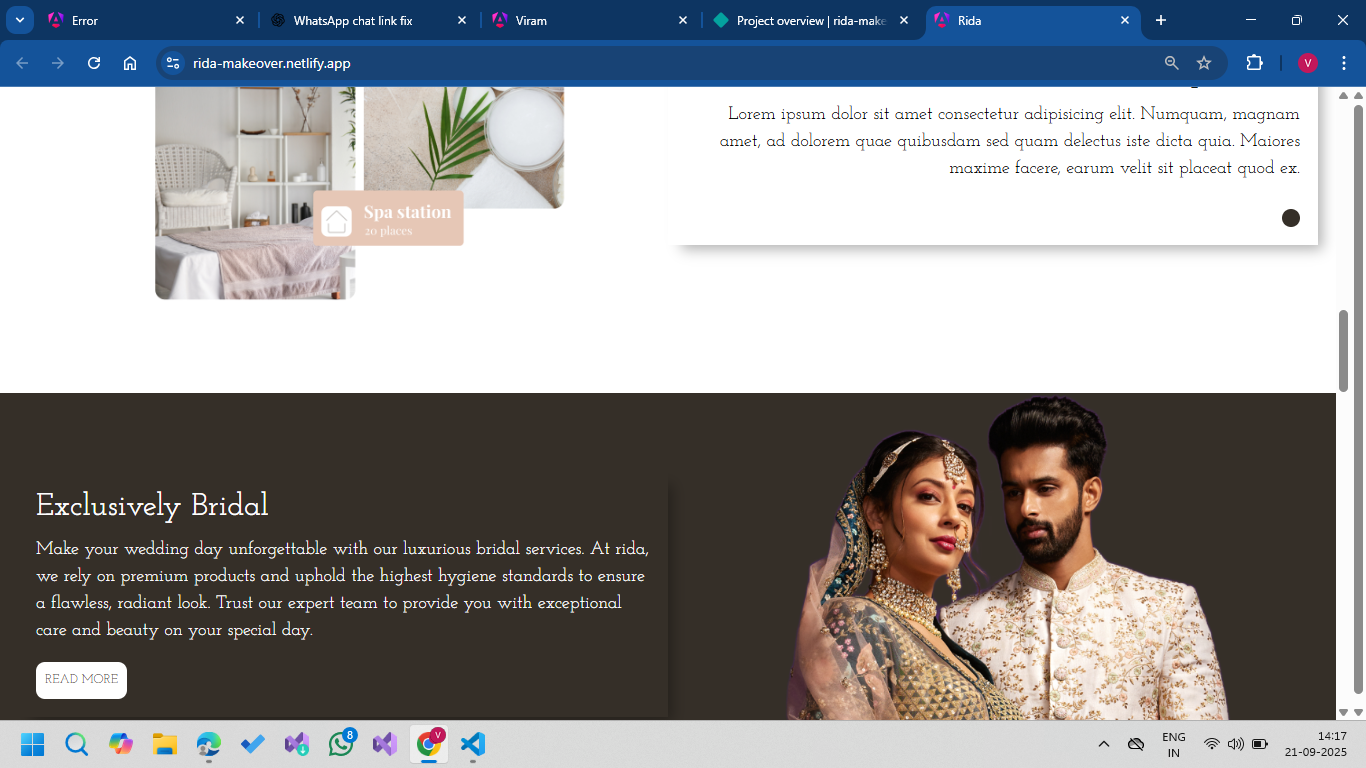 Error
WhatsApp chat link fix
Viram
Project overview | rida-make
Rida
rida-makeover.netlify.app
V
Lorem ipsum dolor sit amet consectetur adipisicing elit. Numquam, magnam
amet, ad dolorem quae quibusdam sed quam delectus iste dicta quia. Maiores
maxime facere, earum velit sit placeat quod ex.
Spa station
20 places
Exclusively Bridal
Make your wedding day unforgettable with our luxurious bridal services. At rida,
we rely on premium products and uphold the highest hygiene standards to ensure
a flawless, radiant look. Trust our expert team to provide you with exceptional
care and beauty on your special day.
READ MORE
8
V
ENG
IN
14:17
21-09-2025